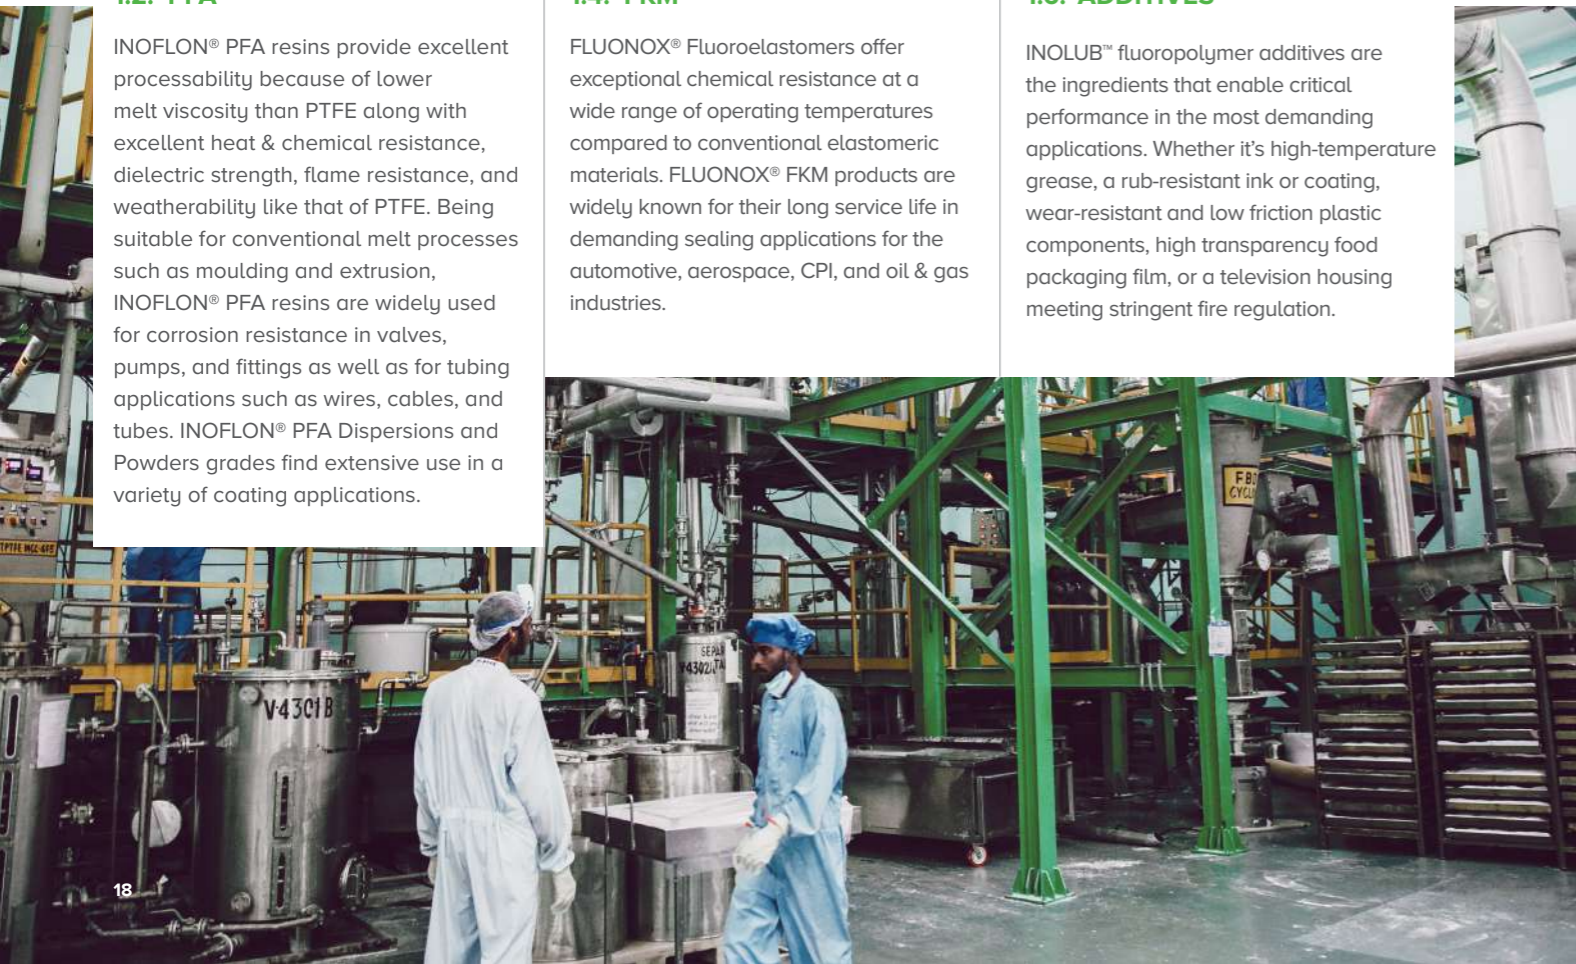 1.2. PFA
INOFLON® PFA resins provide excellent
processability because of lower
melt viscosity than PTFE along with
excellent heat & chemical resistance,
dielectric strength, flame resistance, and
weatherability like that of PTFE. Being
suitable for conventional melt processes
such as moulding and extrusion,
INOFLON® PFA resins are widely used
for corrosion resistance in valves,
pumps, and fittings as well as for tubing
applications such as wires, cables, and
tubes. INOFLON® PFA Dispersions and
Powders grades find extensive use in a
variety of coating applications.
1.4. FKM
FLUONOX® Fluoroelastomers offer
exceptional chemical resistance at a
wide range of operating temperatures
compared to conventional elastomeric
materials. FLUONOX® FKM products are
widely known for their long service life in
demanding sealing applications for the
automotive, aerospace, CPI, and oil & gas
industries.
ADDITIVES
INOLUB™ fluoropolymer additives are
the ingredients that enable critical
performance in the most demanding
applications. Whether it's high-temperature
grease, a rub-resistant ink or coating,
wear-resistant and low friction plastic
components, high transparency food
packaging film, or a television housing
meeting stringent fire regulation.
FBD
V-4301B
18